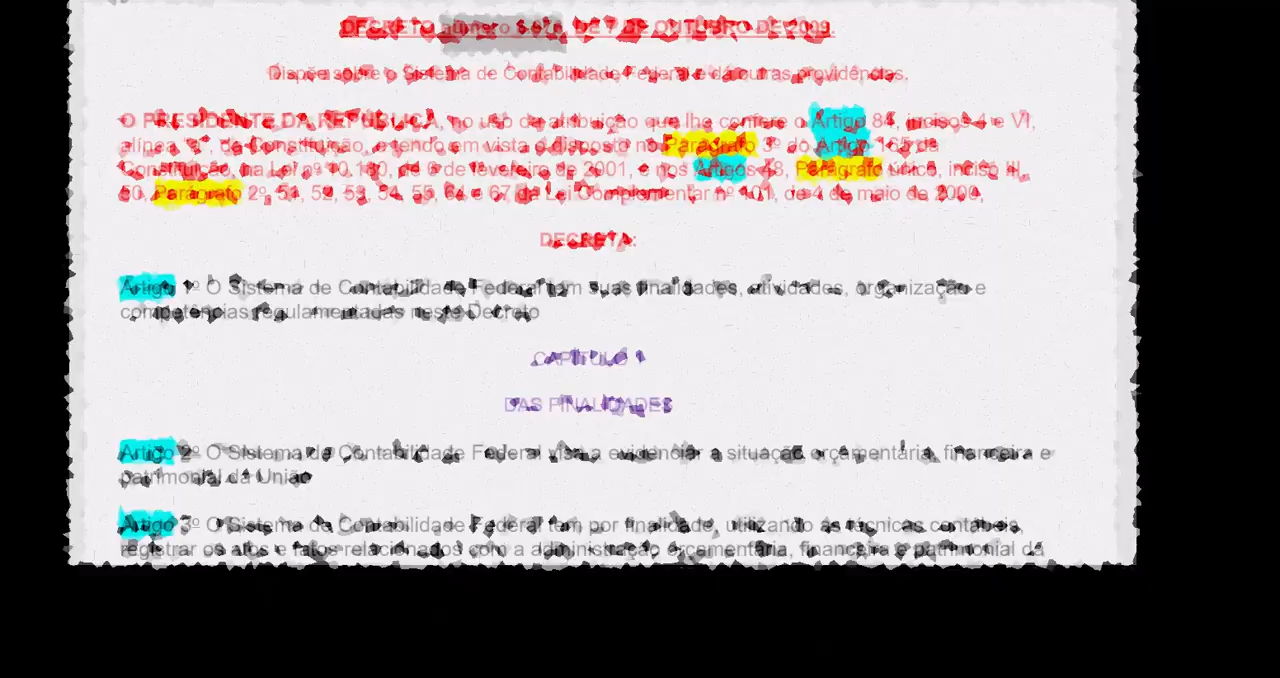 DECRETO número DE 7 DE OUTUBRO DE 2009.
Dispõe sobre o Sistema de Contabilidade Federal e dá outras providências.
O PRESIDENTE DA REPÚBLICA, no uso da atribuição que lhe confere o Artigo 84, incisos 4 e VI,
alínea "a", da Constituição, e tendo em vista o disposto no Parágrafo 3º do Artigo 165 da
Constituição, na Lei nº 10.180, de 6 de fevereiro de 2001, e nos Artigos 48, Parágrafo único, inciso III,
50, Parágrafo 2º, 51, 52, 53, 54, 55, 64 e 67 da Lei Complementar nº 101, de 4 de maio de 2000,
DECRETA:
Artigo 1º O Sistema de Contabilidade Federal tem suas finalidades, atividades, organização e
competências regulamentadas neste Decreto
CAPÍTULO I
DAS FINALIDADES
Artigo 2º O Sistema de Contabilidade Federal visa a evidenciar a situação orçamentária, financeira e
patrimonial da União
Artigo 3º O Sistema de Contabilidade Federal tem por finalidade, utilizando as técnicas contábeis,
registrar os atos e fatos relacionados com a administração orçamentária, financeira e patrimonial da